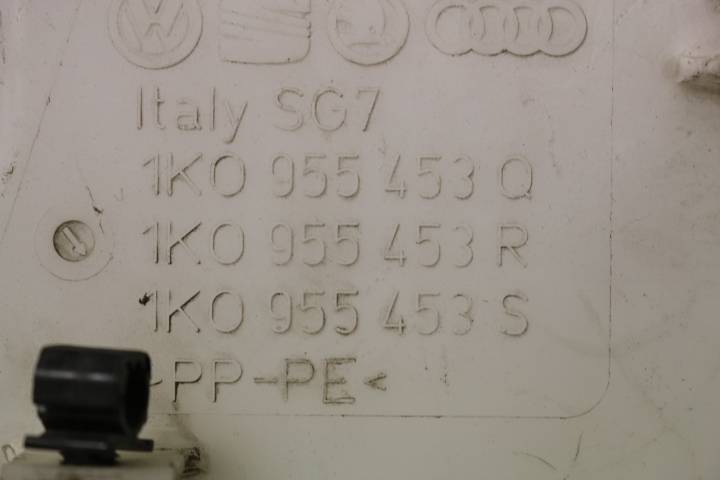 Italy SG7
1K0 955 453 Q
1K0 955 453 R
1K0 955 453 S
-PP-PE<